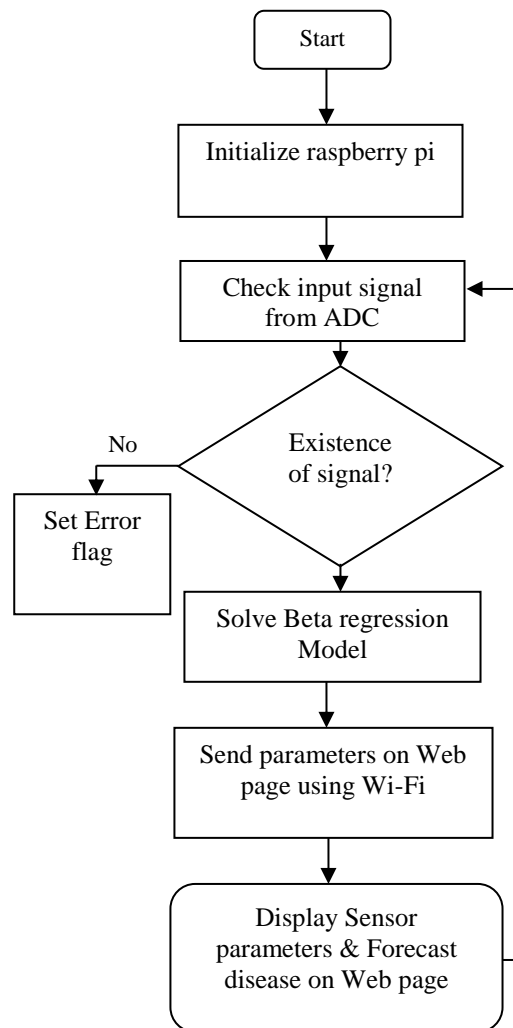 Start
Initialize raspberry pi
Check input signal
from ADC
Existence
of signal?
No
Set Error
flag
Solve Beta regression
Model
Send parameters on Web
page using Wi-Fi
Display Sensor
parameters & Forecast
disease on Web page